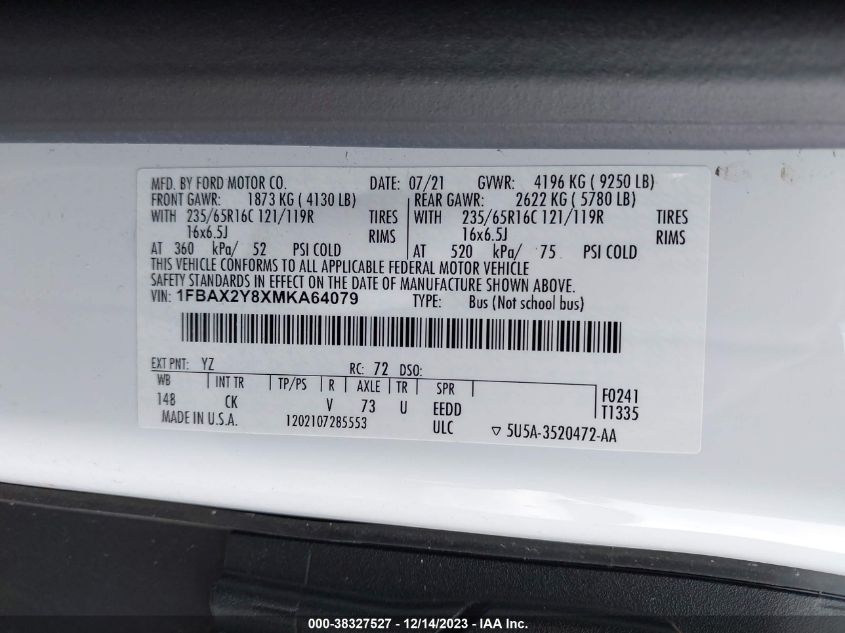 MFD. BY FORD MOTOR CO. DATE: 07/21 GVWR: 4196 KG ( 9250 LB)
FRONT GAWR: 1873 KG ( 4130 LB) REAR GAWR: 2622 KG ( 5780 LB)
WITH 235/65R16C 121/119R TIRES WITH 235/65R16C 121/119R TIRES
16x6.5J RIMS 16x6.5J RIMS
AT 360 kPa/ 52 PSI COLD AT 520 kPa/ 75 PSI COLD
THIS VEHICLE CONFORMS TO ALL APPLICABLE FEDERAL MOTOR VEHICLE
SAFETY STANDARDS IN EFFECT ON THE DATE OF MANUFACTURE SHOWN ABOVE.
VIN: 1FBAX2Y8XMKA64079 TYPE: Bus (Not school bus)
EXT PNT: YZ RC: 72 DSO:
WB INT TR TP/PS R AXLE TR SPR F0241
148 CK V 73 U EEDD T1335
MADE IN U.S.A. 1202107285553 ULC ▽ 5U5A-3520472-AA
000-38327527 - 12/14/2023 - IAAI.com.